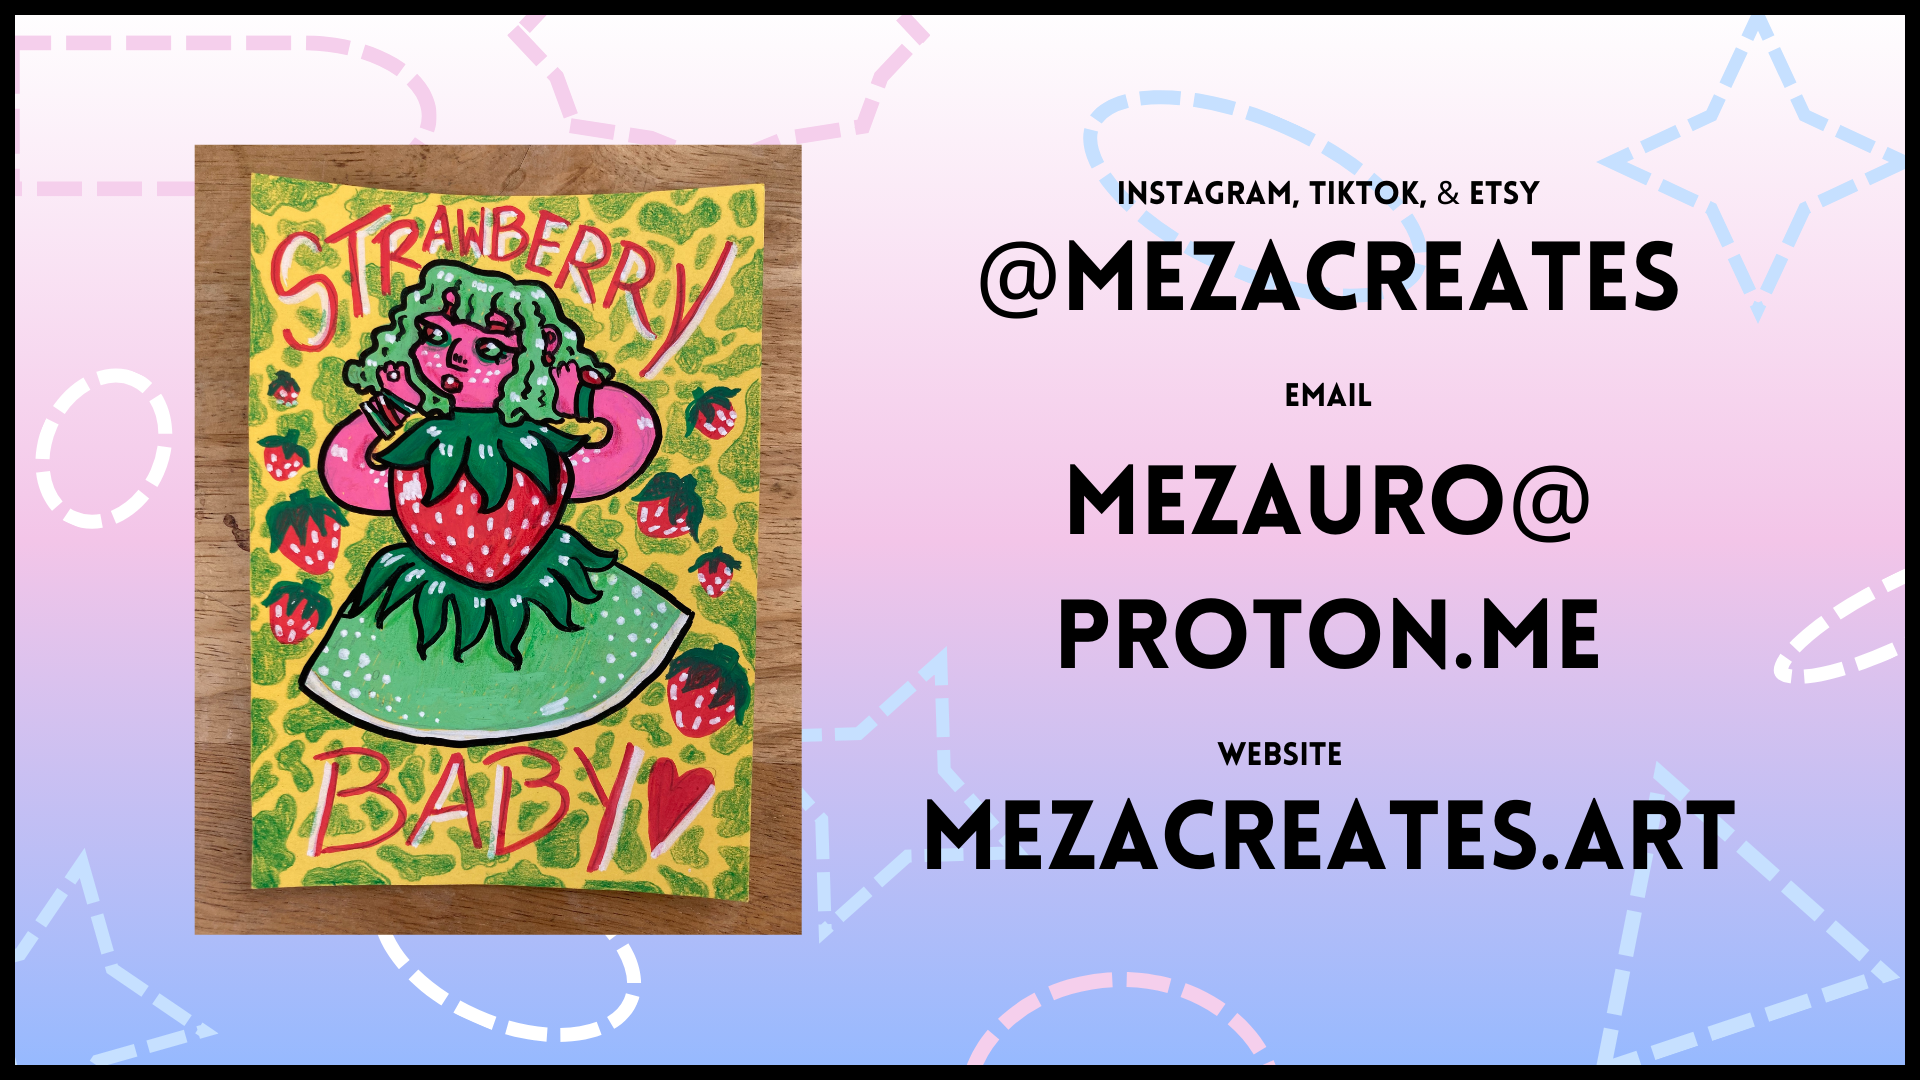 STRAWBERRY
BABY
INSTAGRAM, TIKTOK, & ETSY
@MEZACREATES
EMAIL
MEZAURO@
PROTON.ME
WEBSITE
MEZACREATES.ART